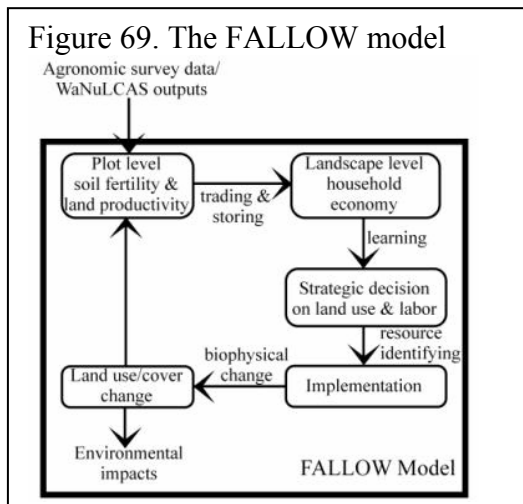 Figure 69. The FALLOW model
Agronomic survey data/
WaNuLCAS outputs
Plot level
soil fertility &
land productivity
trading &
storing
Landscape level
household
economy
learning
Strategic decision
on land use & labor
resource
identifying
Implementation
biophysical
change
Land use/cover
change
Environmental
impacts
FALLOW Model